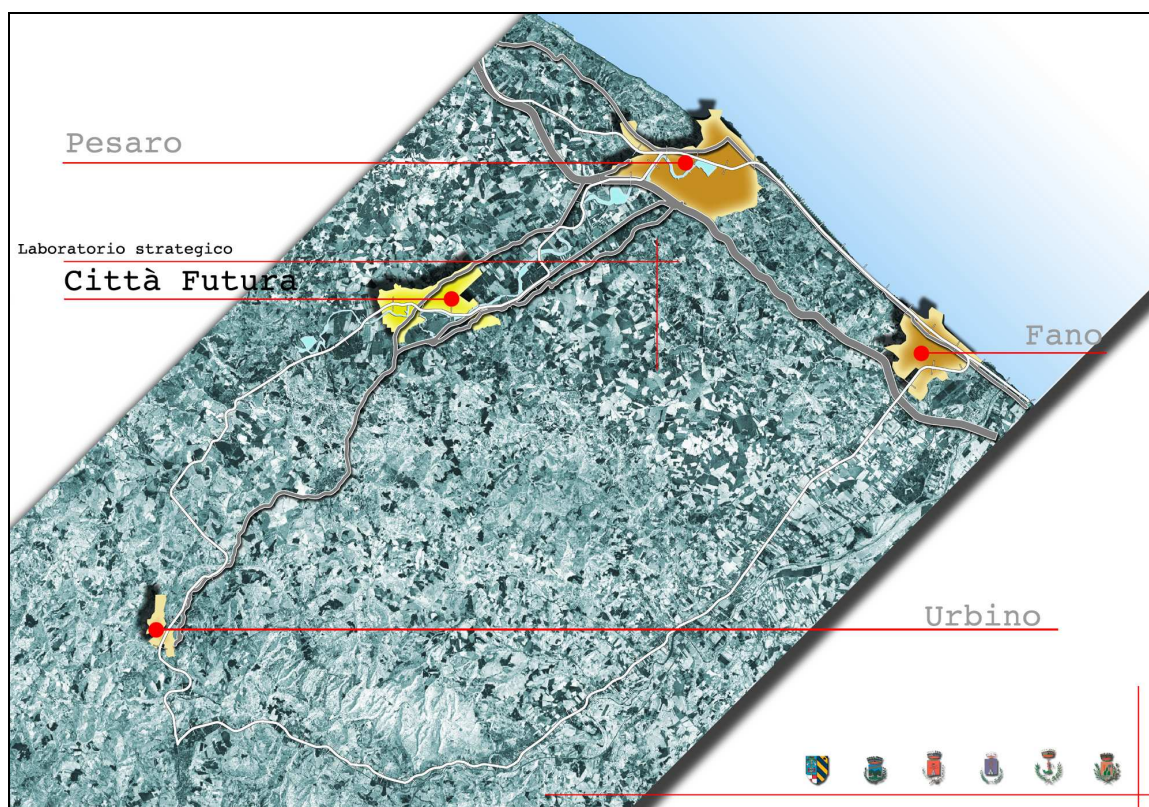 Pesaro
Laboratorio strategico
Città Futura
Fano
Urbino